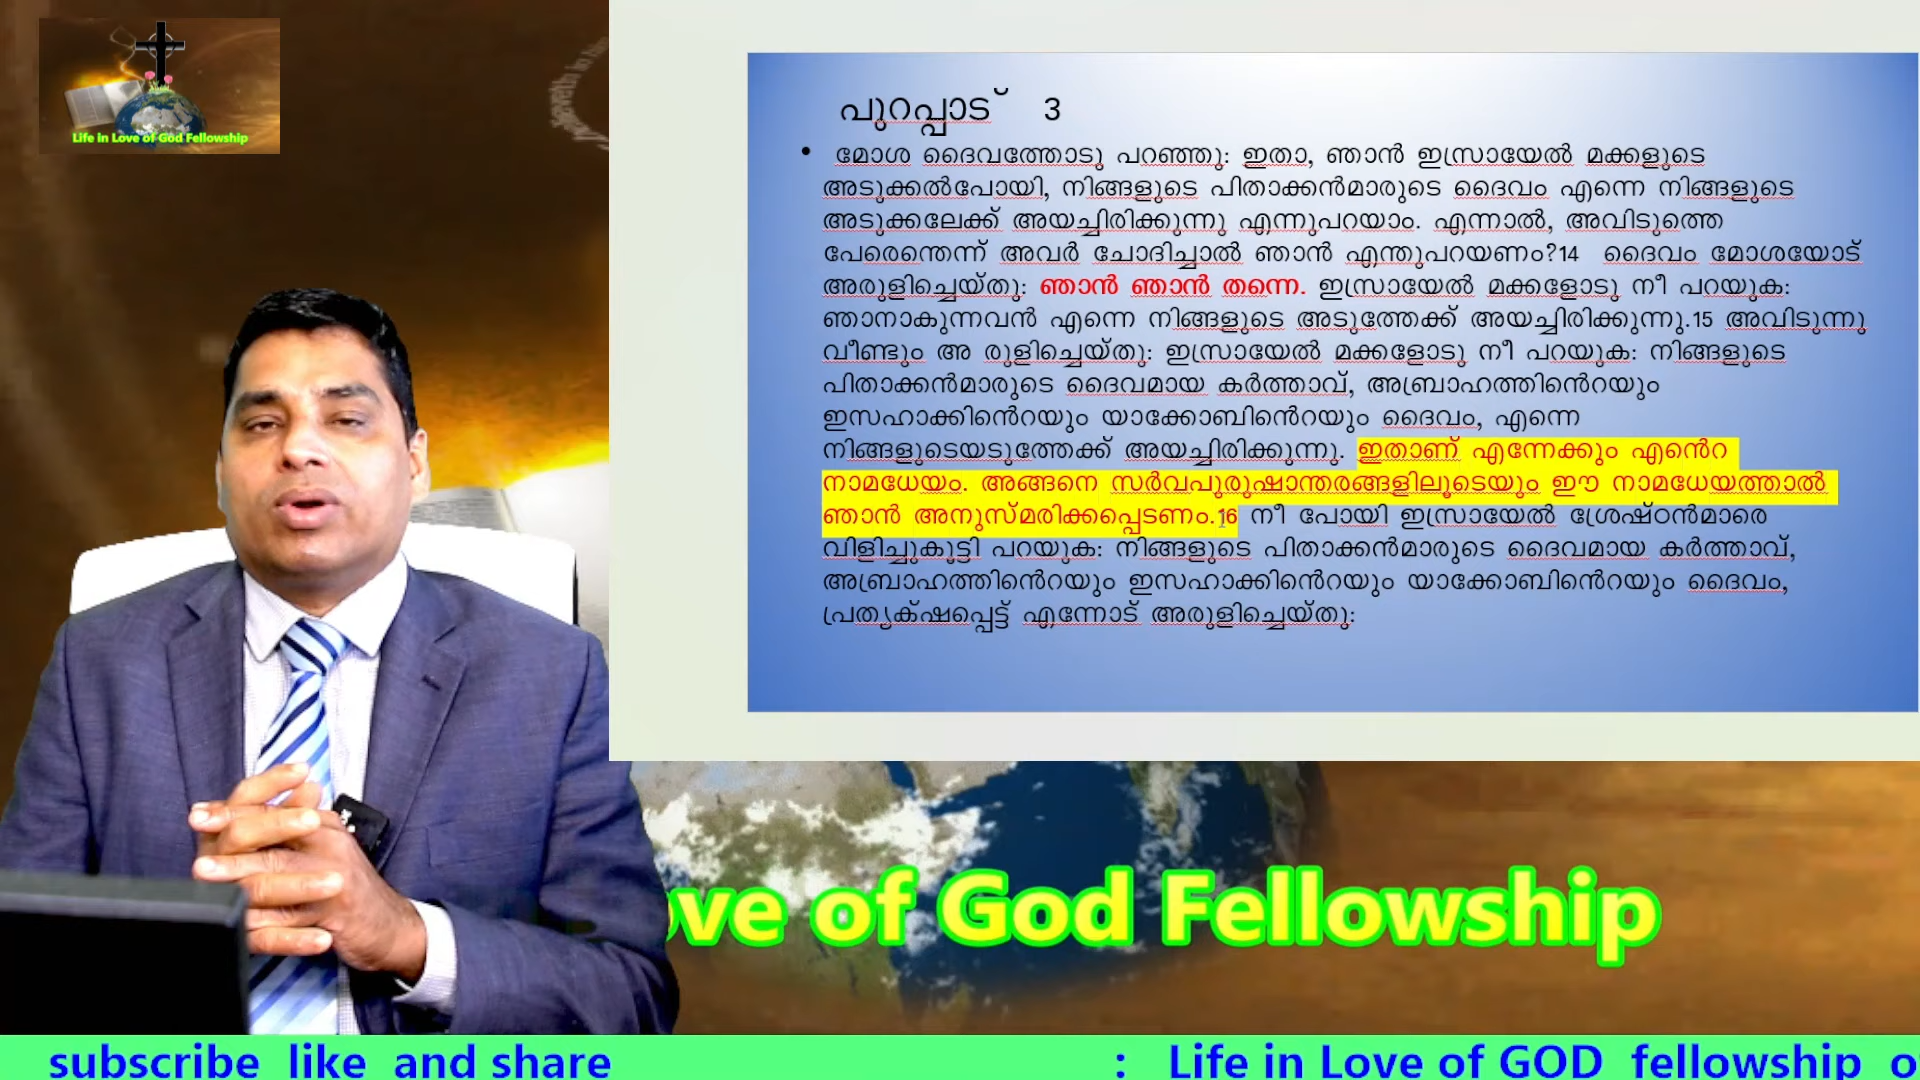 Life in Love of God Fellowship
പുറപ്പാട് 3
• മോശ ദൈവത്തോടു പറഞ്ഞു: ഇതാ, ഞാൻ ഇസ്രായേൽ മക്കളുടെ
അടുക്കൽപോയി, നിങ്ങളുടെ പിതാക്കൻമാരുടെ ദൈവം എന്നെ നിങ്ങളുടെ
അടുക്കലേക്ക് അയച്ചിരിക്കുന്നു എന്നുപറയാം. എന്നാൽ, അവിടുത്തെ
പേരെന്തെന്ന് അവർ ചോദിച്ചാൽ ഞാൻ എന്തുപറയണം?14 ദൈവം മോശയോട്
അരുളിച്ചെയ്തു: ഞാൻ ഞാൻ തന്നെ. ഇസ്രായേൽ മക്കളോടു നീ പറയുക:
ഞാനാകുന്നവൻ എന്നെ നിങ്ങളുടെ അടുത്തേക്ക് അയച്ചിരിക്കുന്നു.15 അവിടുന്നു
വീണ്ടും അ രുളിച്ചെയ്തു: ഇസ്രായേൽ മക്കളോടു നീ പറയുക: നിങ്ങളുടെ
പിതാക്കൻമാരുടെ ദൈവമായ കർത്താവ്, അബ്രാഹത്തിൻെറയും
ഇസഹാക്കിൻെറയും യാക്കോബിൻെറയും ദൈവം, എന്നെ
നിങ്ങളുടെയടുത്തേക്ക് അയച്ചിരിക്കുന്നു. ഇതാണ് എന്നേക്കും എൻെറ
നാമധേയം. അങ്ങനെ സർവപുരുഷാന്തരങ്ങളിലൂടെയും ഈ നാമധേയത്താൽ
ഞാൻ അനുസ്മരിക്കപ്പെടണം.16 നീ പോയി ഇസ്രായേൽ ശ്രേഷ്ഠൻമാരെ
വിളിച്ചുകൂട്ടി പറയുക: നിങ്ങളുടെ പിതാക്കൻമാരുടെ ദൈവമായ കർത്താവ്,
അബ്രാഹത്തിൻെറയും ഇസഹാക്കിൻെറയും യാക്കോബിൻെറയും ദൈവം,
പ്രത്യക്ഷപ്പെട്ട് എന്നോട് അരുളിച്ചെയ്തു:
ove of God Fellowship
subscribe like and share : Life in Love of GOD fellowship o